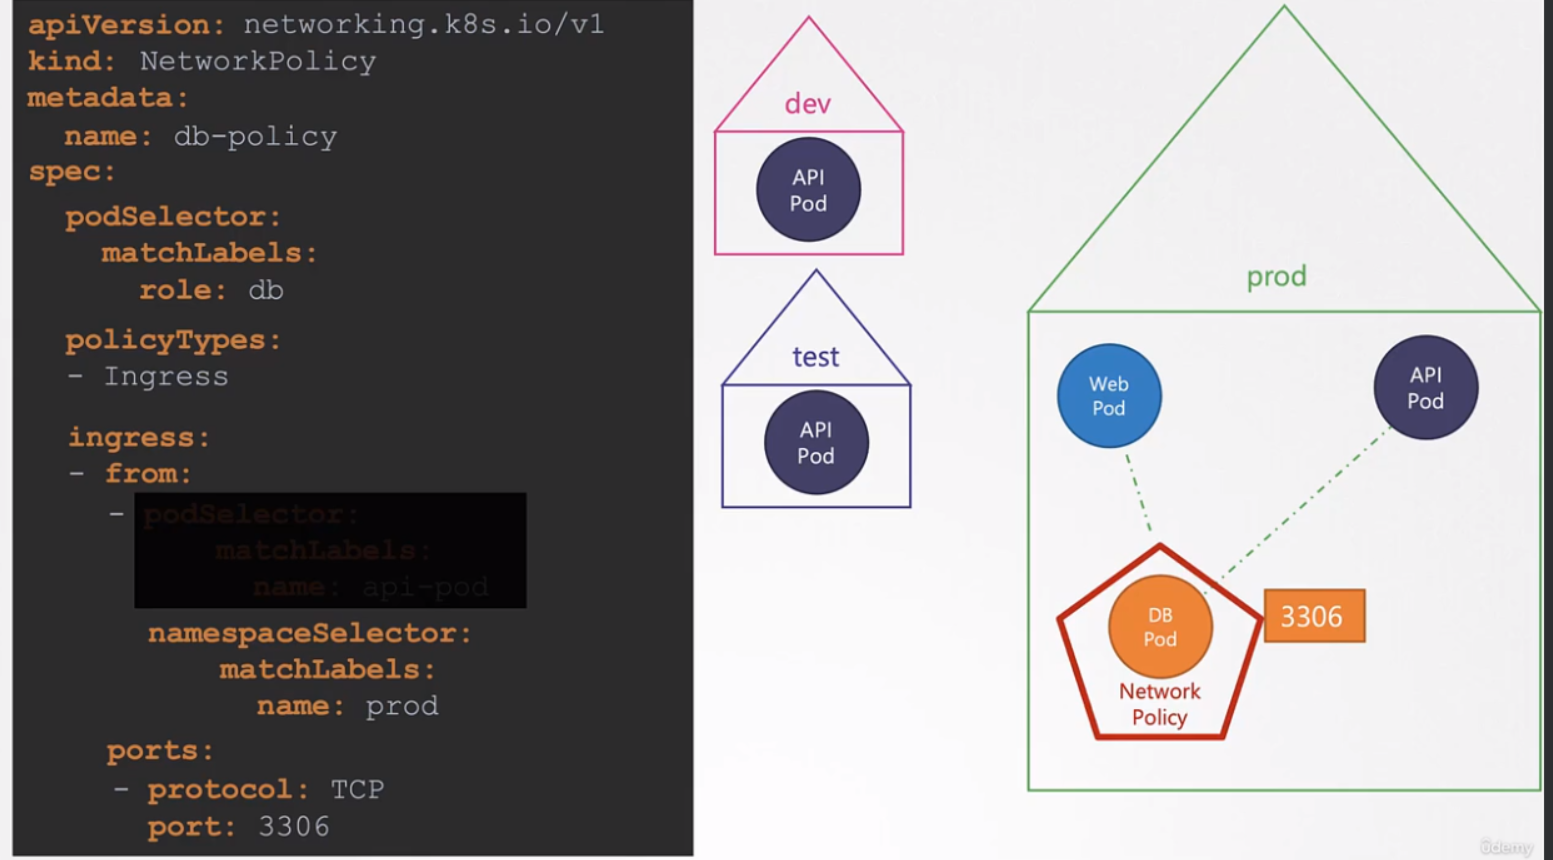 apiVersion: networking.k8s.io/v1
kind: NetworkPolicy
metadata:
name: db-policy
spec:
podSelector:
matchLabels:
role: db
policyTypes:
- Ingress
ingress:
- from:
- podSelector:
matchLabels:
name: api-pod
namespaceSelector:
matchLabels:
name: prod
ports:
- protocol: TCP
port: 3306
dev
API
Pod
test
API
Pod
prod
Web
Pod
API
Pod
DB
Pod
Network
Policy
3306
ûdemy